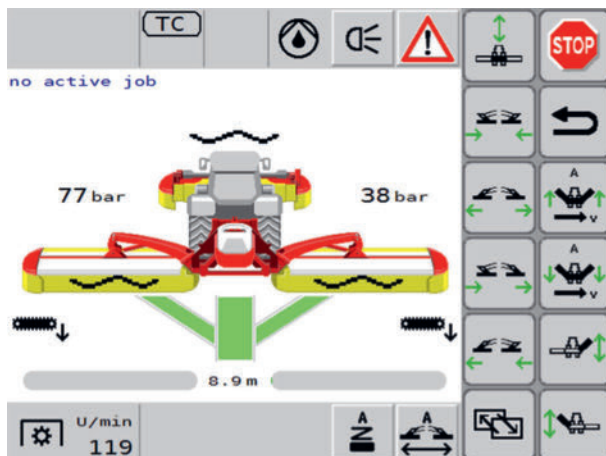 TC
STOP
no active job
77 bar
38 bar
A
v
A
v
8.9 m
U/min
119
A
A